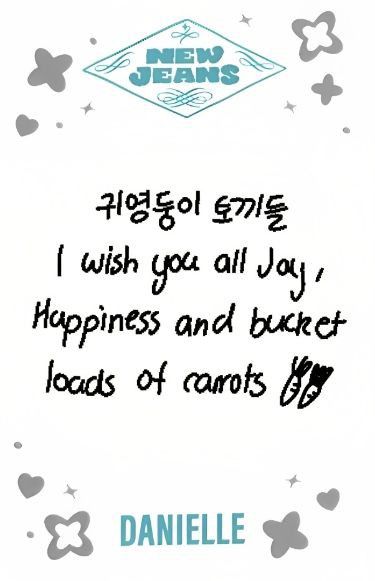 NEW
JEANS
귀영둥이 토끼들
I wish you all Joy,
Happiness and bucket
loads of carrots
DANIELLE